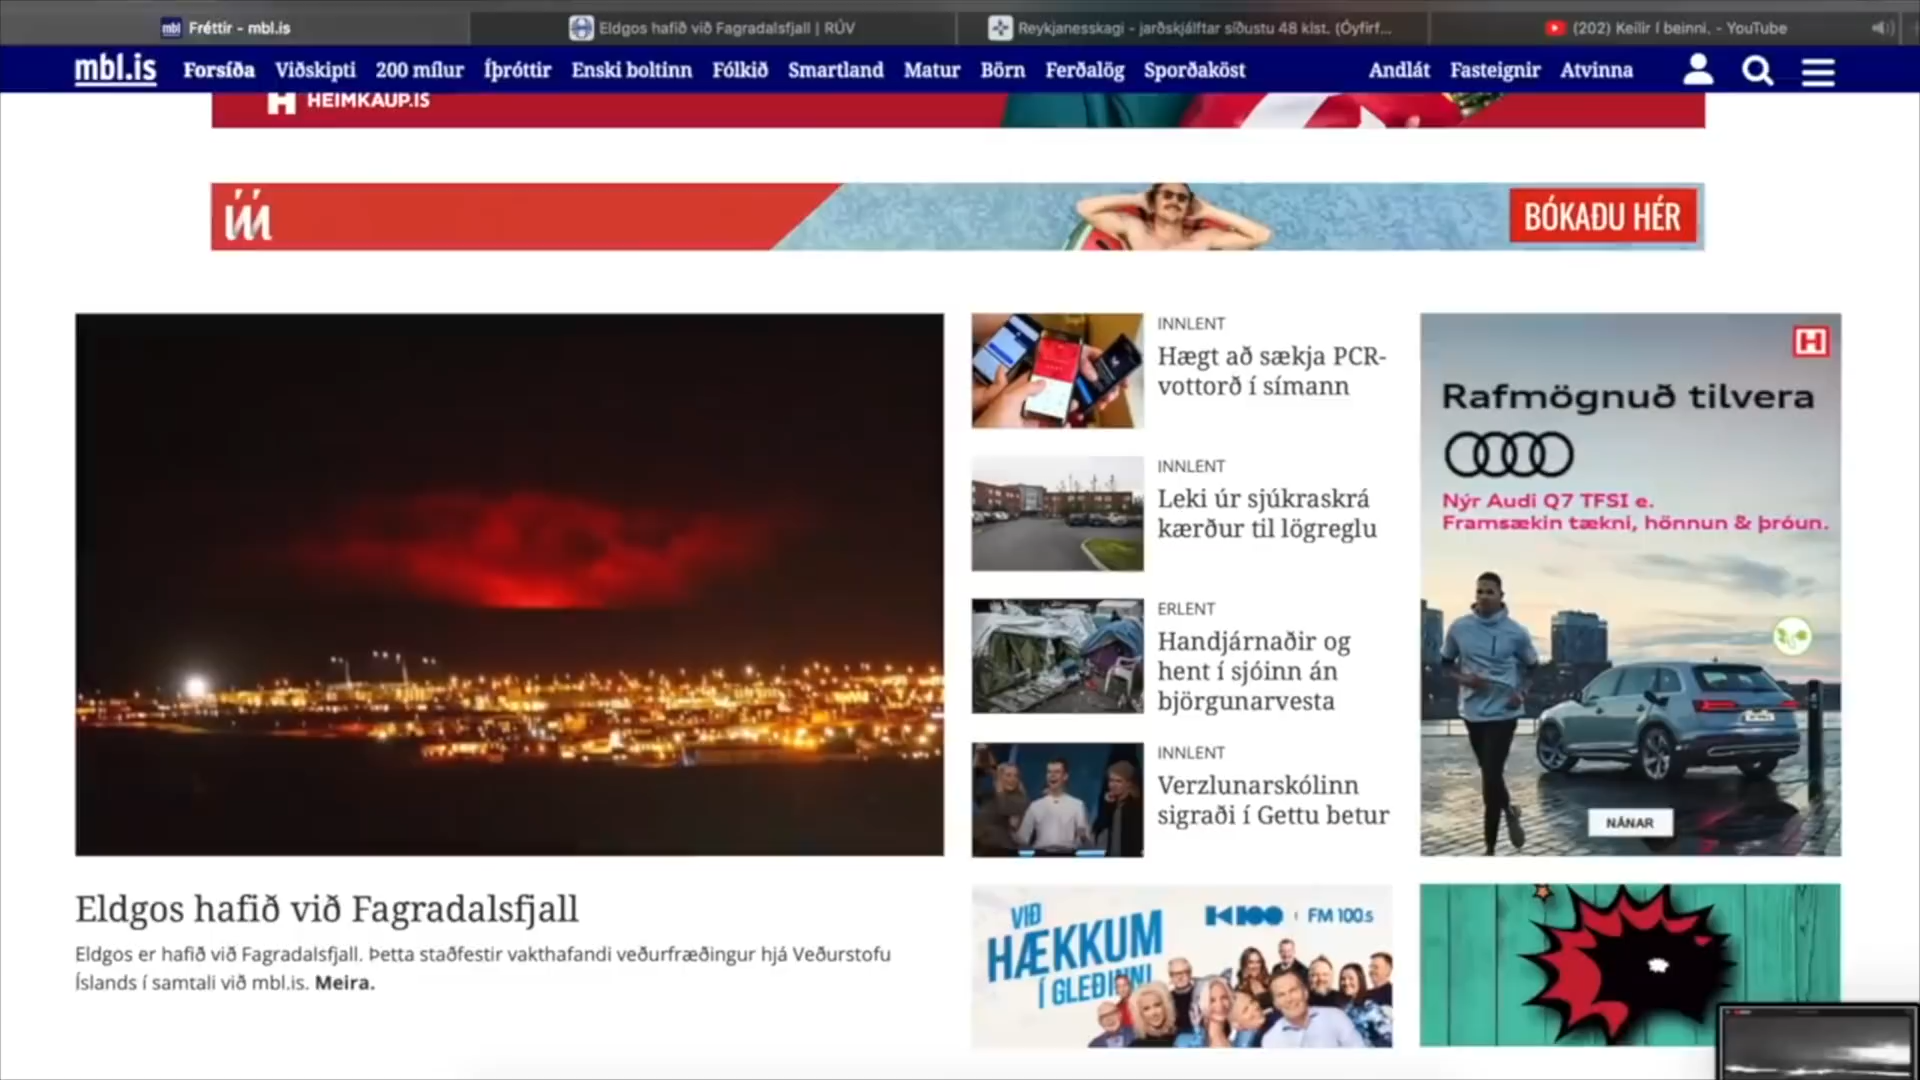 Fréttir - mbl.is
Eldgos hafið við Fagradalsfjall | RÚV
Reykjanesskagi - jarðskjálftar síðustu 48 klst. (Óyfirf...
(202) Keilir í beinni. - YouTube
mbl.is
Forsíða Viðskipti 200 mílur Íþróttir Enski boltinn Fólkið Smartland Matur Börn Ferðalög Sporðaköst
Andlát Fasteignir Atvinna
H HEIMKAUP.IS
BÓKAÐU HÉR
INNLENT
Hægt að sækja PCR-
vottorð í símann
INNLENT
Leki úr sjúkraskrá
kærður til lögreglu
ERLENT
Handjárnaðir og
hent í sjóinn án
björgunarvesta
INNLENT
Verzlunarskólinn
sigraði í Gettu betur
H
Rafmögnuð tilvera
Nýr Audi Q7 TFSI e.
Framsækin tækni, hönnun & þróun.
NÁNAR
Eldgos hafið við Fagradalsfjall
Eldgos er hafið við Fagradalsfjall. Þetta staðfestir vakthafandi veðurfræðingur hjá Veðurstofu
Íslands í samtali við mbl.is. Meira.
VIÐ
HÆKKUM
Í GLEÐINNI
K100 FM 100.5